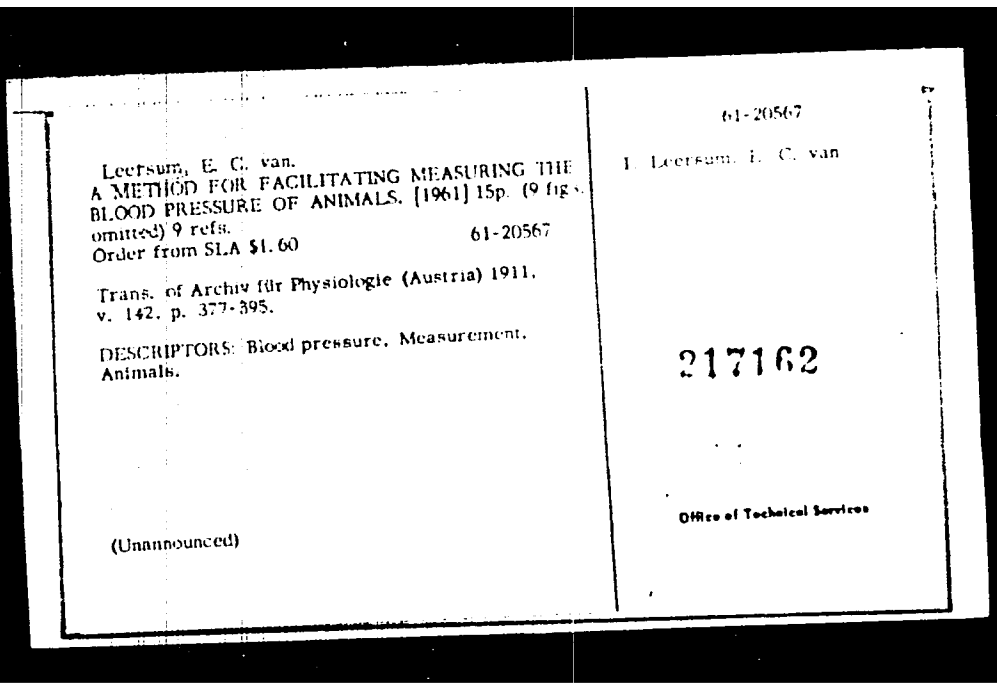 Leersum, E. C. van.
A METHOD FOR FACILITATING MEASURING THE
BLOOD PRESSURE OF ANIMALS. [1961] 15p. (9 figs.
omitted) 9 refs.
Order from SLA $1.60 61-20567
Trans. of Archiv für Physiologie (Austria) 1911,
v. 142, p. 377-395.
DESCRIPTORS: Blood pressure, Measurement,
Animals.
(Unannounced)
61-20567
I. Leersum, E. C. van
217162
Office of Technical Services